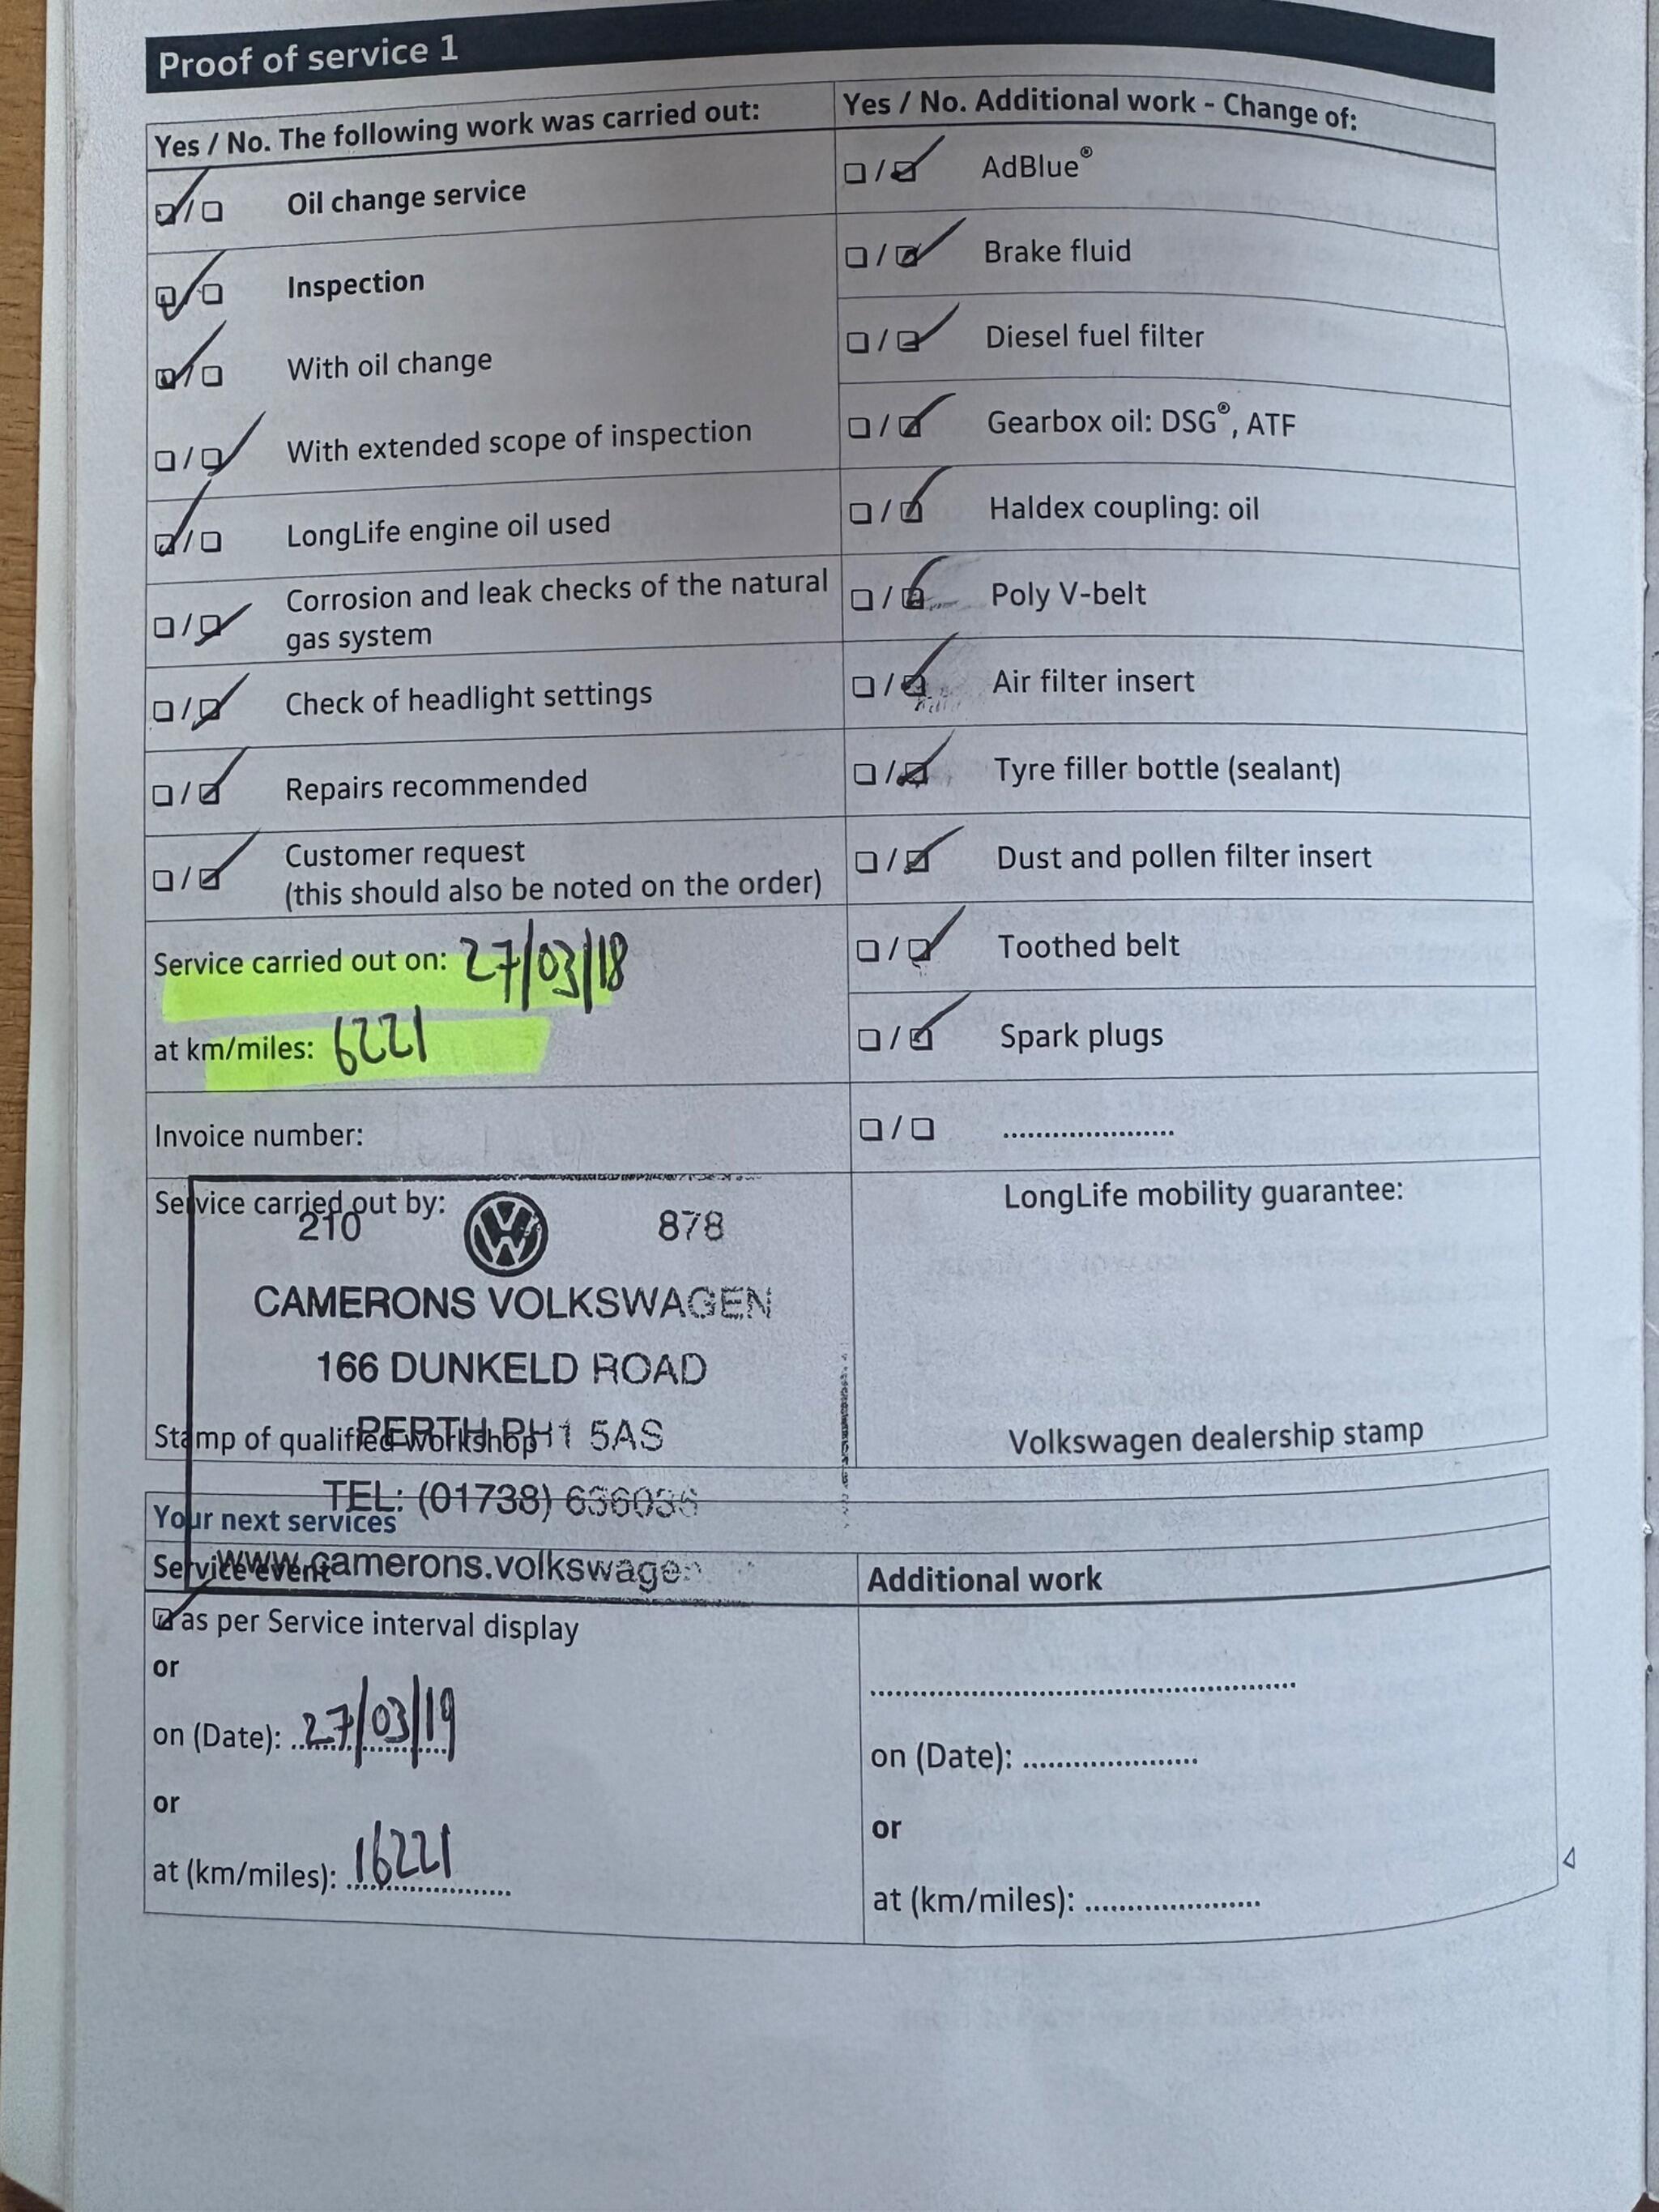 Proof of service 1
Yes / No. The following work was carried out:
Oil change service
Inspection
With oil change
With extended scope of inspection
LongLife engine oil used
Corrosion and leak checks of the natural
gas system
Check of headlight settings
Repairs recommended
Customer request
(this should also be noted on the order)
Service carried out on: 27/03/18
at km/miles: 6221
Invoice number:
Service carried out by:
210 878
CAMERONS VOLKSWAGEN
166 DUNKELD ROAD
PERTH PH1 5AS
Stamp of qualified workshop
TEL: (01738) 636036
www.camerons.volkswagen
Yes / No. Additional work - Change of:
AdBlue®
Brake fluid
Diesel fuel filter
Gearbox oil: DSG®, ATF
Haldex coupling: oil
Poly V-belt
Air filter insert
Tyre filler bottle (sealant)
Dust and pollen filter insert
Toothed belt
Spark plugs
LongLife mobility guarantee:
Volkswagen dealership stamp
Your next services
Service event
as per Service interval display
or
on (Date): 27/03/19
or
at (km/miles): 16221
Additional work
on (Date):
or
at (km/miles):